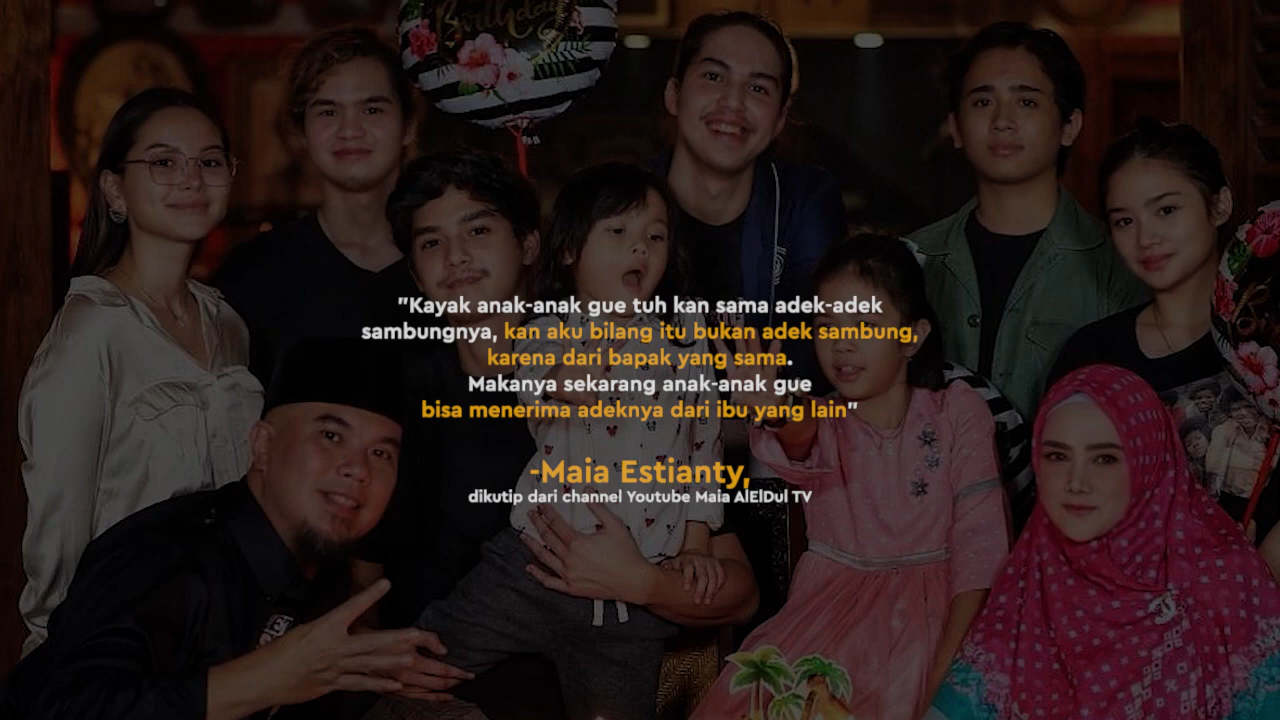 Birthday
"Kayak anak-anak gue tuh kan sama adek-adek
sambungnya, kan aku bilang itu bukan adek sambung,
karena dari bapak yang sama.
Makanya sekarang anak-anak gue
bisa menerima adeknya dari ibu yang lain"
-Maia Estianty,
dikutip dari channel Youtube Maia AlElDul TV